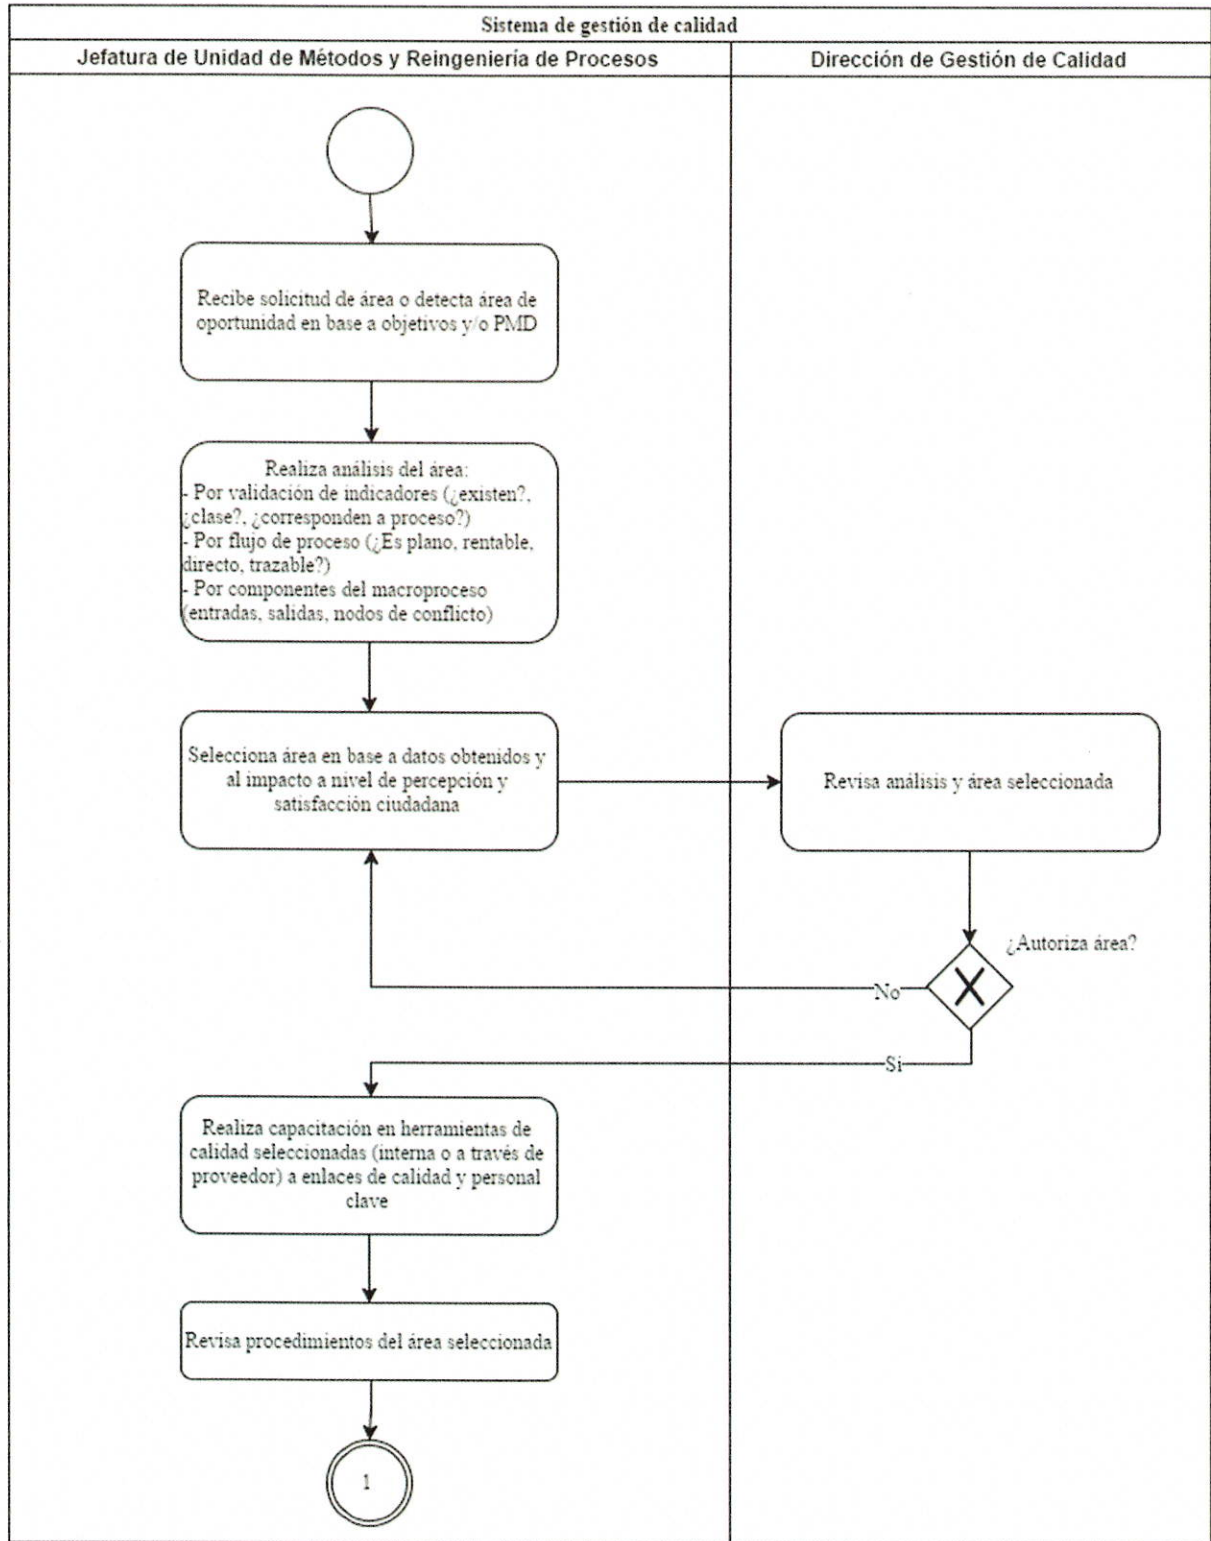 Sistema de gestión de calidad
Jefatura de Unidad de Métodos y Reingeniería de Procesos
Dirección de Gestión de Calidad
Recibe solicitud de área o detecta área de
oportunidad en base a objetivos y/o PMD
Realiza análisis del área:
- Por validación de indicadores (¿existen?,
¿clase?, ¿corresponden a proceso?)
- Por flujo de proceso (¿Es plano, rentable,
directo, trazable?)
- Por componentes del macroproceso
(entradas, salidas, nodos de conflicto)
Selecciona área en base a datos obtenidos y
al impacto a nivel de percepción y
satisfacción ciudadana
Revisa análisis y área seleccionada
¿Autoriza área?
No
Si
Realiza capacitación en herramientas de
calidad seleccionadas (interna o a través de
proveedor) a enlaces de calidad y personal
clave
Revisa procedimientos del área seleccionada
1